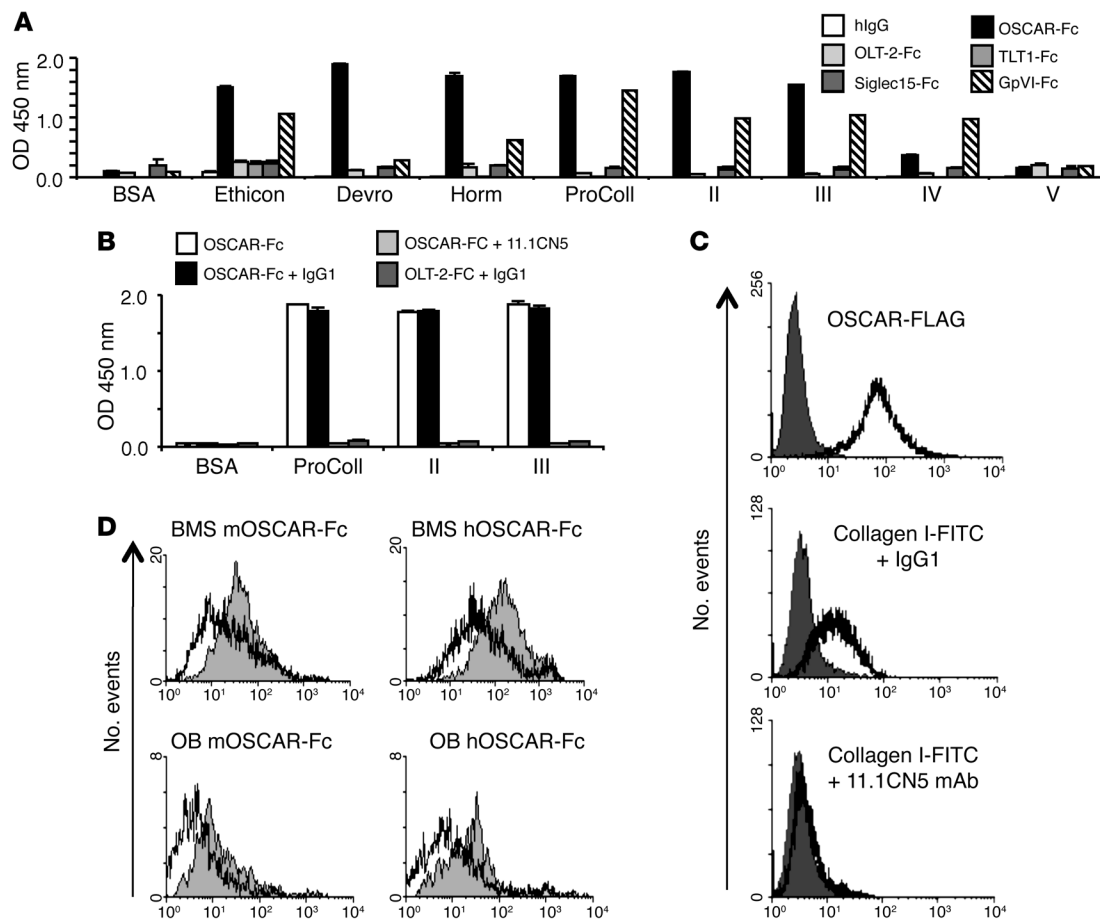 A
hIgG
OSCAR-Fc
OLT-2-Fc
TLT1-Fc
Siglec15-Fc
GpVI-Fc
OD 450 nm
2.0
1.0
0.0
BSA Ethicon Devro Horm ProColl II III IV V
B
OSCAR-Fc
OSCAR-FC + 11.1CN5
OSCAR-Fc + IgG1
OLT-2-FC + IgG1
OD 450 nm
2.0
1.0
0.0
BSA ProColl II III
C
No. events
256
0
OSCAR-FLAG
10⁰ 10¹ 10² 10³ 10⁴
128
0
Collagen I-FITC
+ IgG1
10⁰ 10¹ 10² 10³ 10⁴
128
0
Collagen I-FITC
+ 11.1CN5 mAb
10⁰ 10¹ 10² 10³ 10⁴
D
No. events
BMS mOSCAR-Fc
20
0
10⁰ 10¹ 10² 10³ 10⁴
BMS hOSCAR-Fc
20
0
10⁰ 10¹ 10² 10³ 10⁴
OB mOSCAR-Fc
8
0
10⁰ 10¹ 10² 10³ 10⁴
OB hOSCAR-Fc
8
0
10⁰ 10¹ 10² 10³ 10⁴